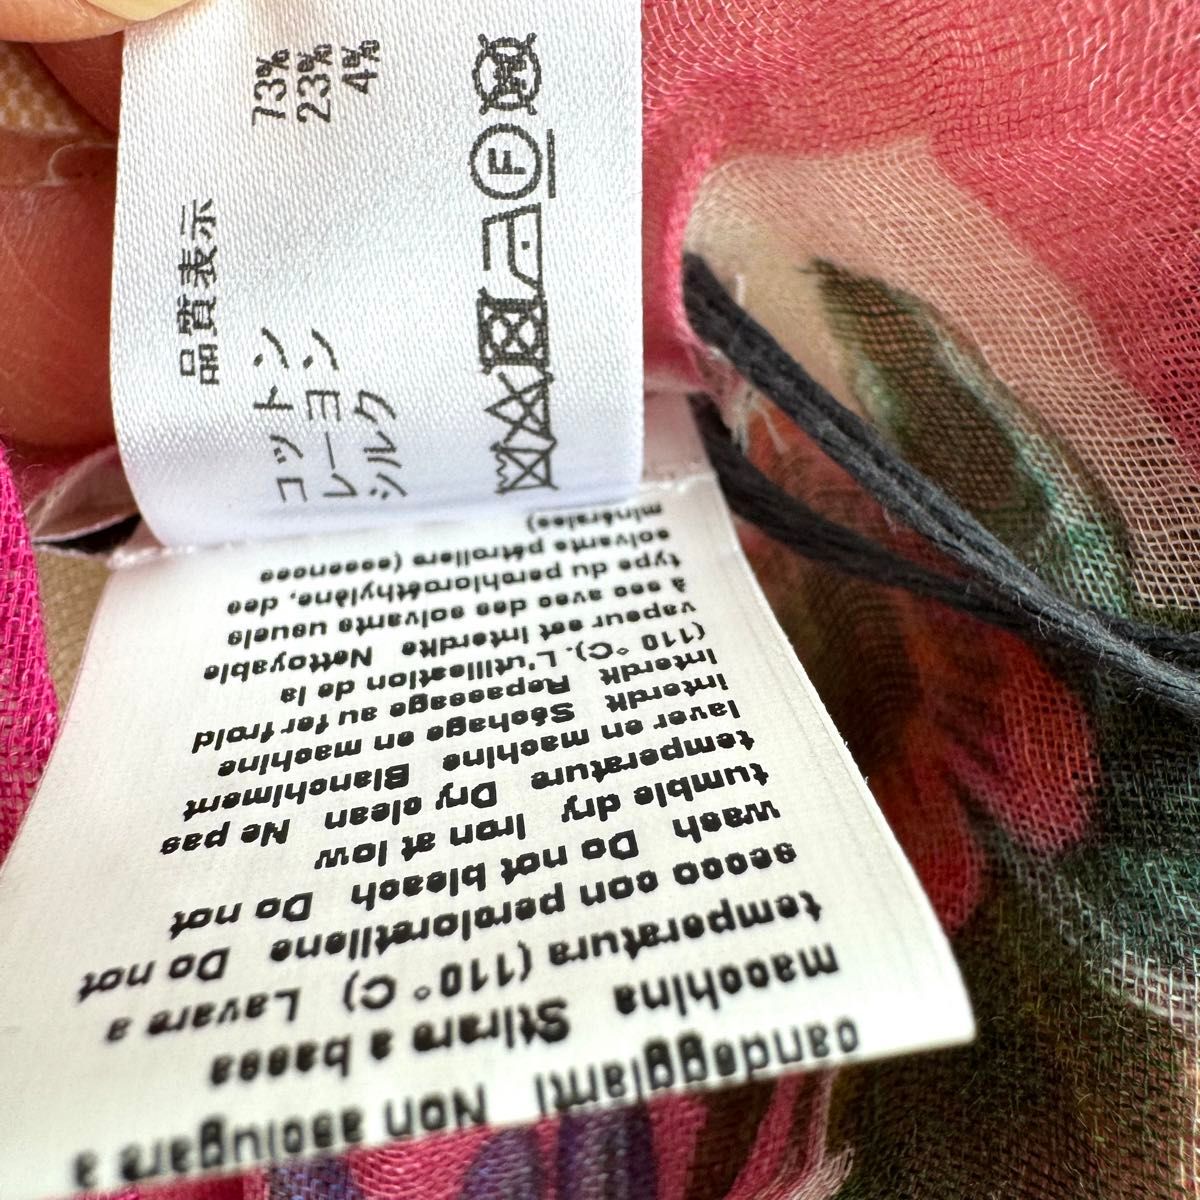 品質表示
コットン 73%
レーヨン 23%
シルク 4%
F W
candeggianti Non asciugare a
macchina Stirare a bassa
temperatura (110°C) Lavare a
secco con percloretilene Do not
wash Do not bleach Do not
tumble dry Iron at low
temperature Dry clean Ne pas
laver en machine Blanchiment
interdit Séchage en machine
interdit Repassage au fer froid
(110 °C). L'utilisation de la
vapeur est interdite Nettoyable
à sec avec des solvants usuels
type du perchloroéthylène, des
solvants pétroliers (essences
minérales)